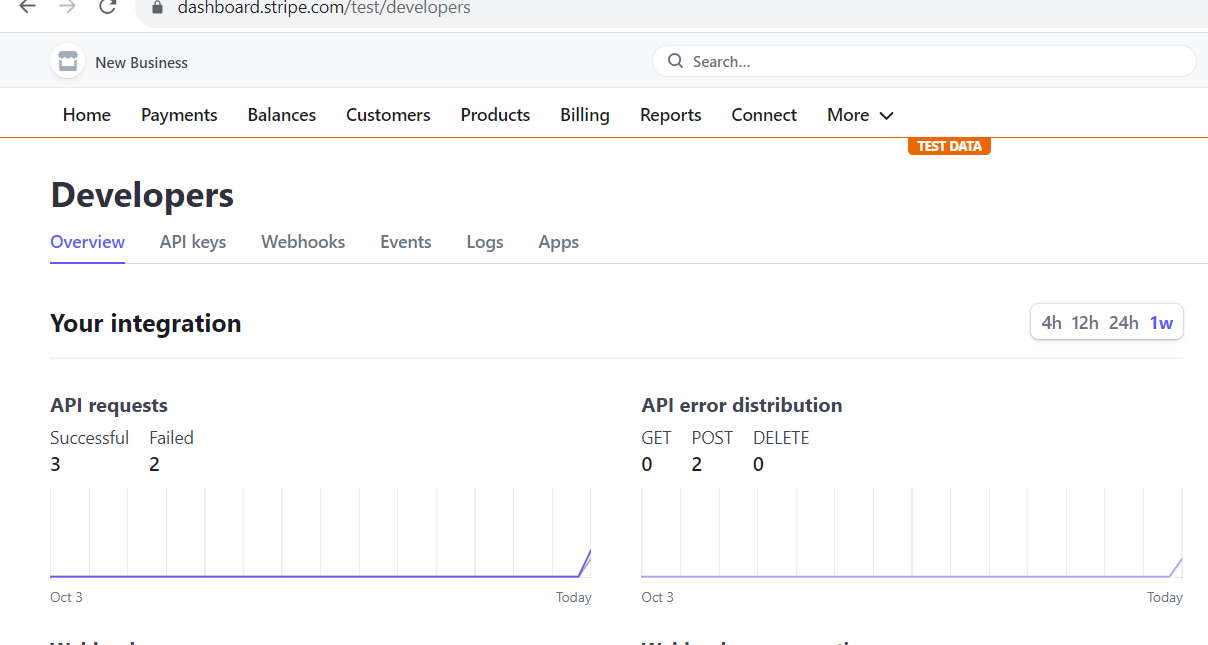 dashboard.stripe.com/test/developers
New Business
Search...
Home Payments Balances Customers Products Billing Reports Connect More
TEST DATA
Developers
Overview API keys Webhooks Events Logs Apps
Your integration
4h 12h 24h 1w
API requests
Successful Failed
3 2
Oct 3 Today
API error distribution
GET POST DELETE
0 2 0
Oct 3 Today